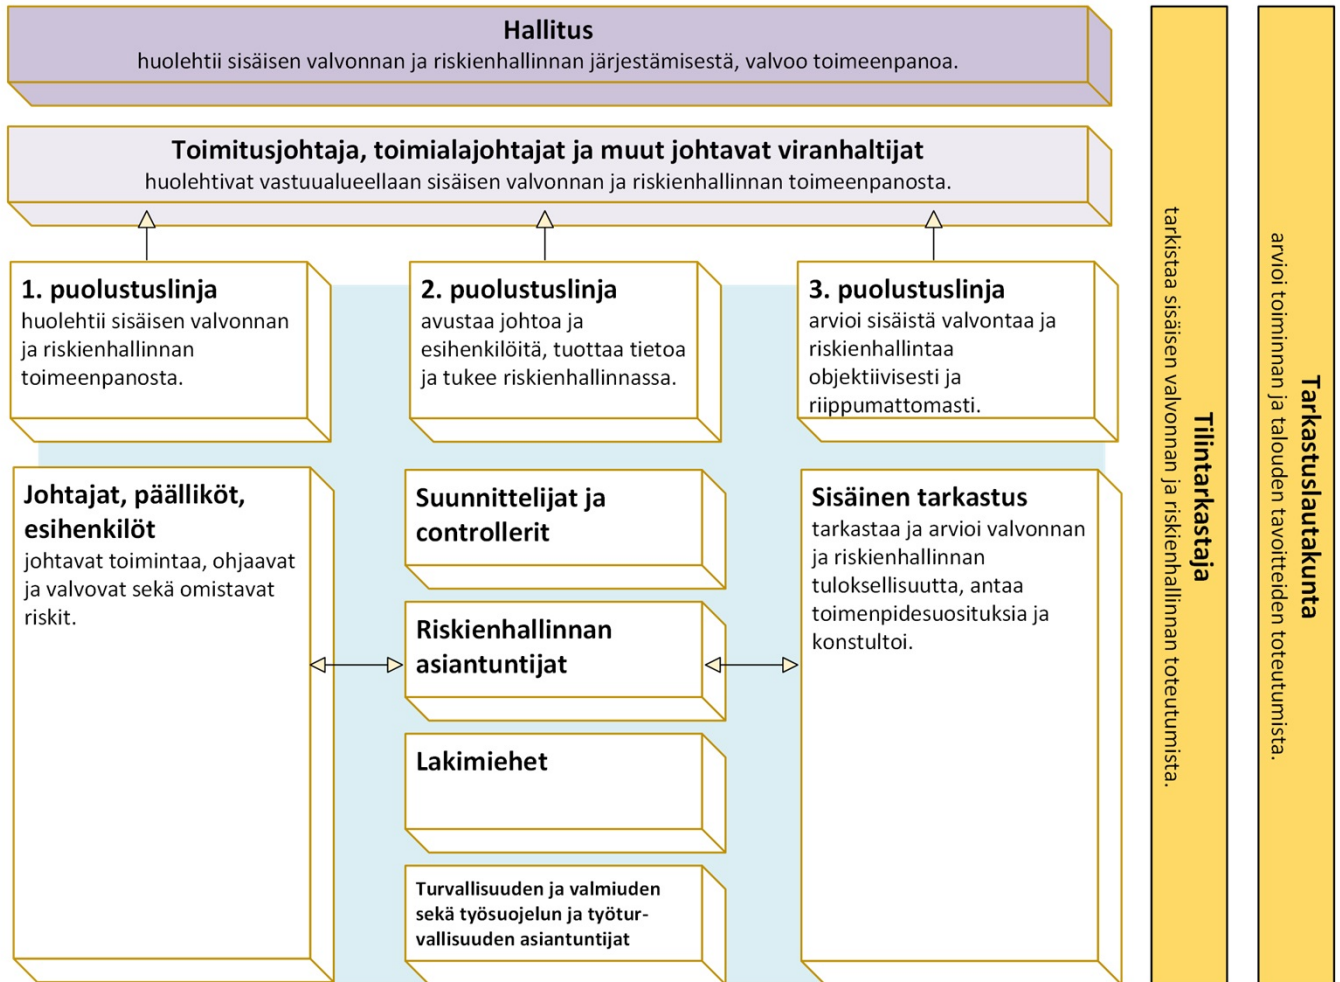 Hallitus
huolehtii sisäisen valvonnan ja riskienhallinnan järjestämisestä, valvoo toimeenpanoa.
Toimitusjohtaja, toimialajohtajat ja muut johtavat viranhaltijat
huolehtivat vastuualueellaan sisäisen valvonnan ja riskienhallinnan toimeenpanosta.
1. puolustuslinja
huolehtii sisäisen valvonnan
ja riskienhallinnan
toimeenpanosta.
2. puolustuslinja
avustaa johtoa ja
esihenkilöitä, tuottaa tietoa
ja tukee riskienhallinnassa.
3. puolustuslinja
arvioi sisäistä valvontaa ja
riskienhallintaa
objektiivisesti ja
riippumattomasti.
Johtajat, päälliköt,
esihenkilöt
johtavat toimintaa, ohjaavat
ja valvovat sekä omistavat
riskit.
Suunnittelijat ja
controllerit
Riskienhallinnan
asiantuntijat
Lakimiehet
Turvallisuuden ja valmiuden
sekä työsuojelun ja työtur-
vallisuuden asiantuntijat
Sisäinen tarkastus
tarkastaa ja arvioi valvonnan
ja riskienhallinnan
tuloksellisuutta, antaa
toimenpidesuosituksia ja
konstultoi.
Tilintarkastaja
tarkistaa sisäisen valvonnan ja riskienhallinnan toteutumista.
Tarkastuslautakunta
arvioi toiminnan ja talouden tavoitteiden toteutumista.